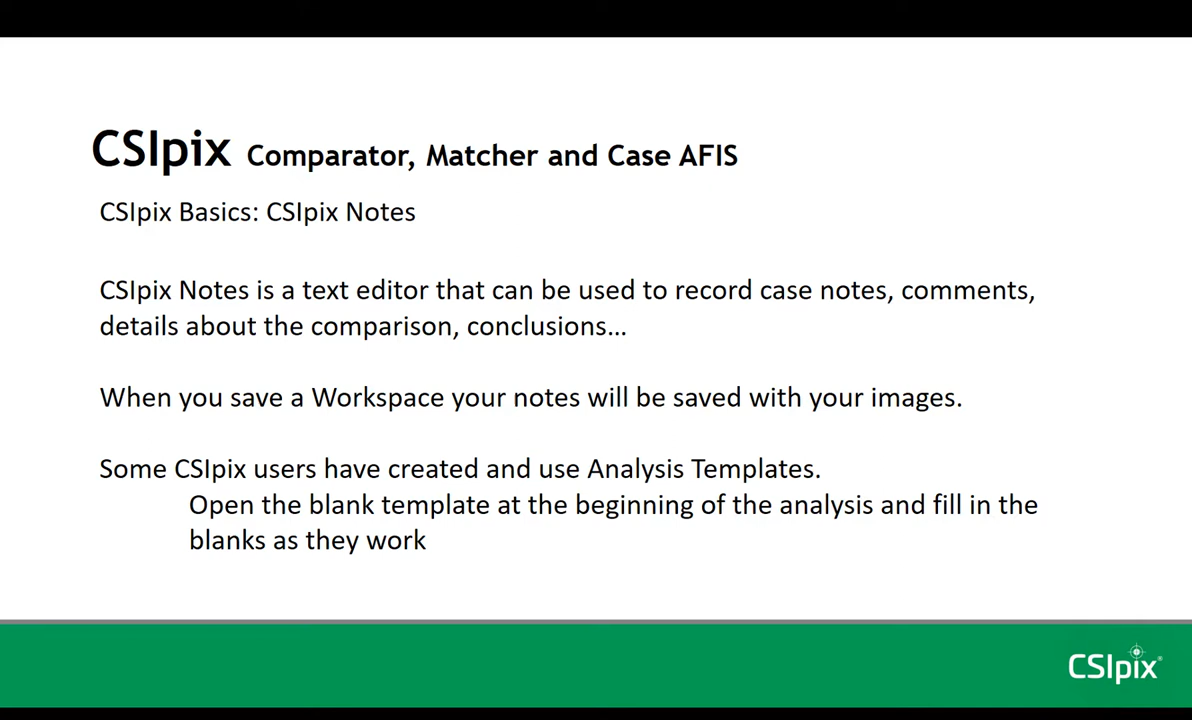 CSIpix Comparator, Matcher and Case AFIS
CSIpix Basics: CSIpix Notes
CSIpix Notes is a text editor that can be used to record case notes, comments,
details about the comparison, conclusions…
When you save a Workspace your notes will be saved with your images.
Some CSIpix users have created and use Analysis Templates.
Open the blank template at the beginning of the analysis and fill in the
blanks as they work
CSIpix®